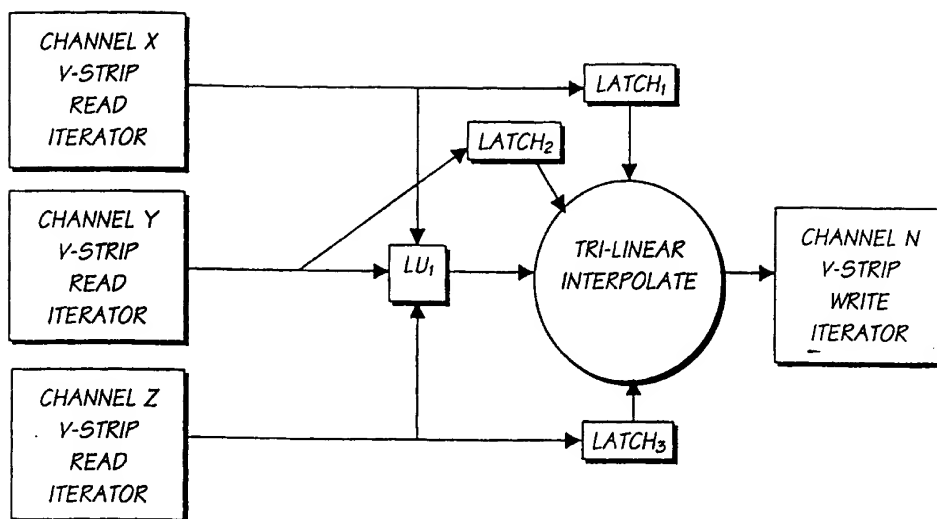 CHANNEL X
V-STRIP
READ
ITERATOR
LATCH₁
LATCH₂
CHANNEL Y
V-STRIP
READ
ITERATOR
LU₁
TRI-LINEAR
INTERPOLATE
CHANNEL N
V-STRIP
WRITE
ITERATOR
CHANNEL Z
V-STRIP
READ
ITERATOR
LATCH₃